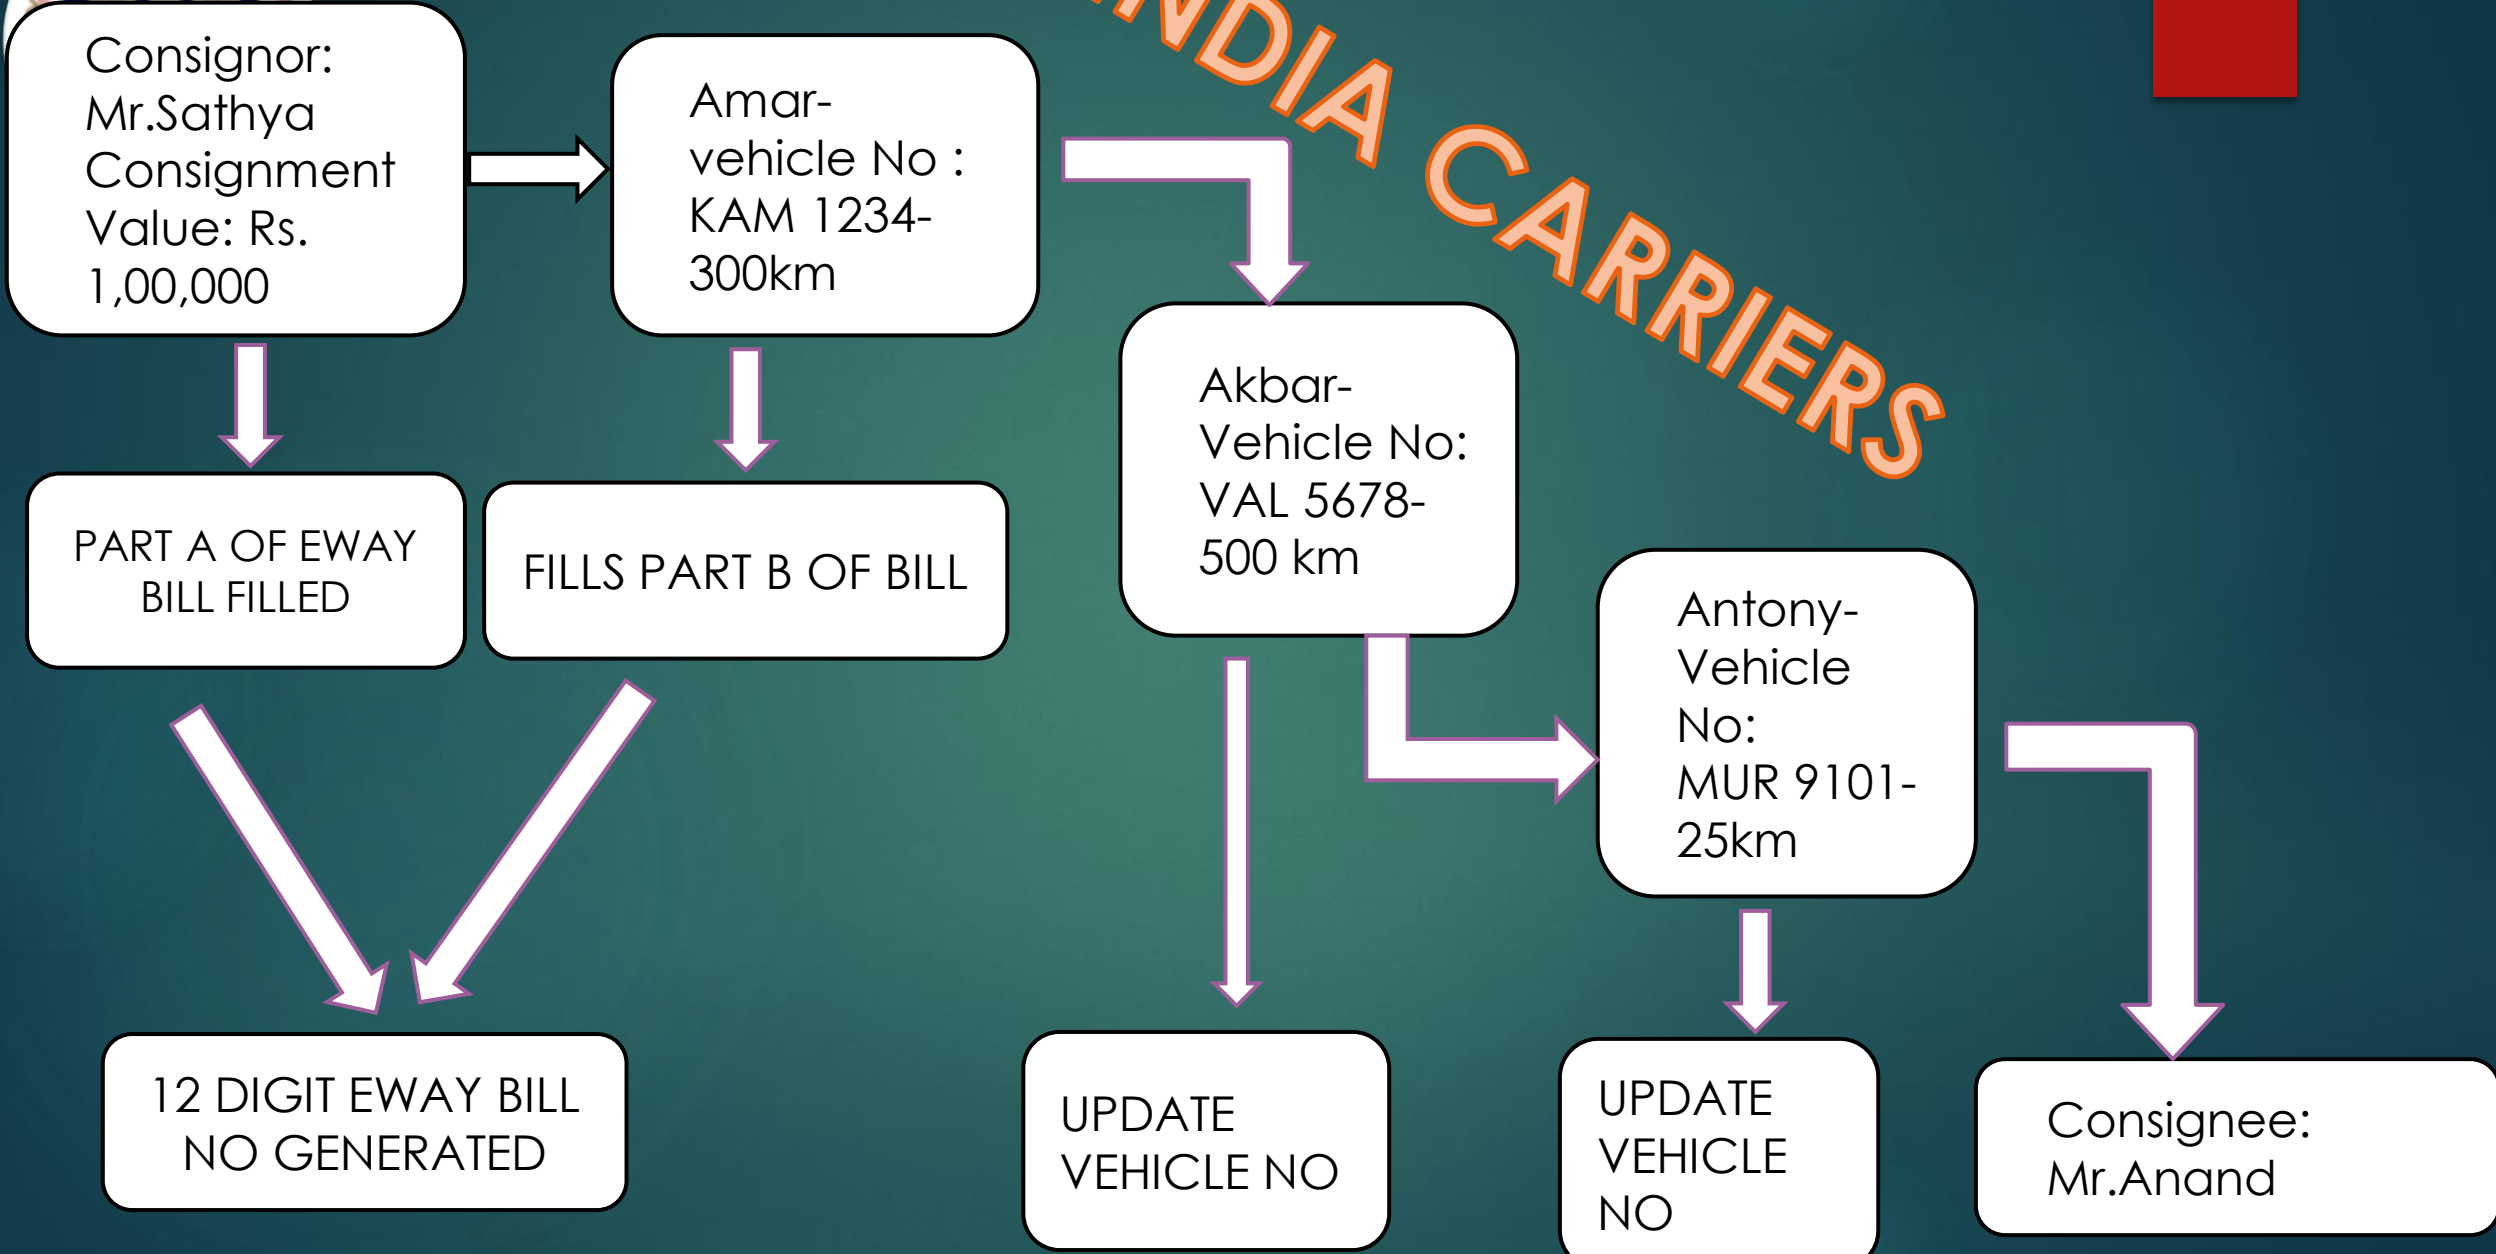 Consignor:
Mr.Sathya
Consignment
Value: Rs.
1,00,000
Amar-
vehicle No :
KAM 1234-
300km
INDIA CARRIERS
Akbar-
Vehicle No:
VAL 5678-
500 km
PART A OF EWAY
BILL FILLED
FILLS PART B OF BILL
Antony-
Vehicle
No:
MUR 9101-
25km
12 DIGIT EWAY BILL
NO GENERATED
UPDATE
VEHICLE NO
UPDATE
VEHICLE
NO
Consignee:
Mr.Anand